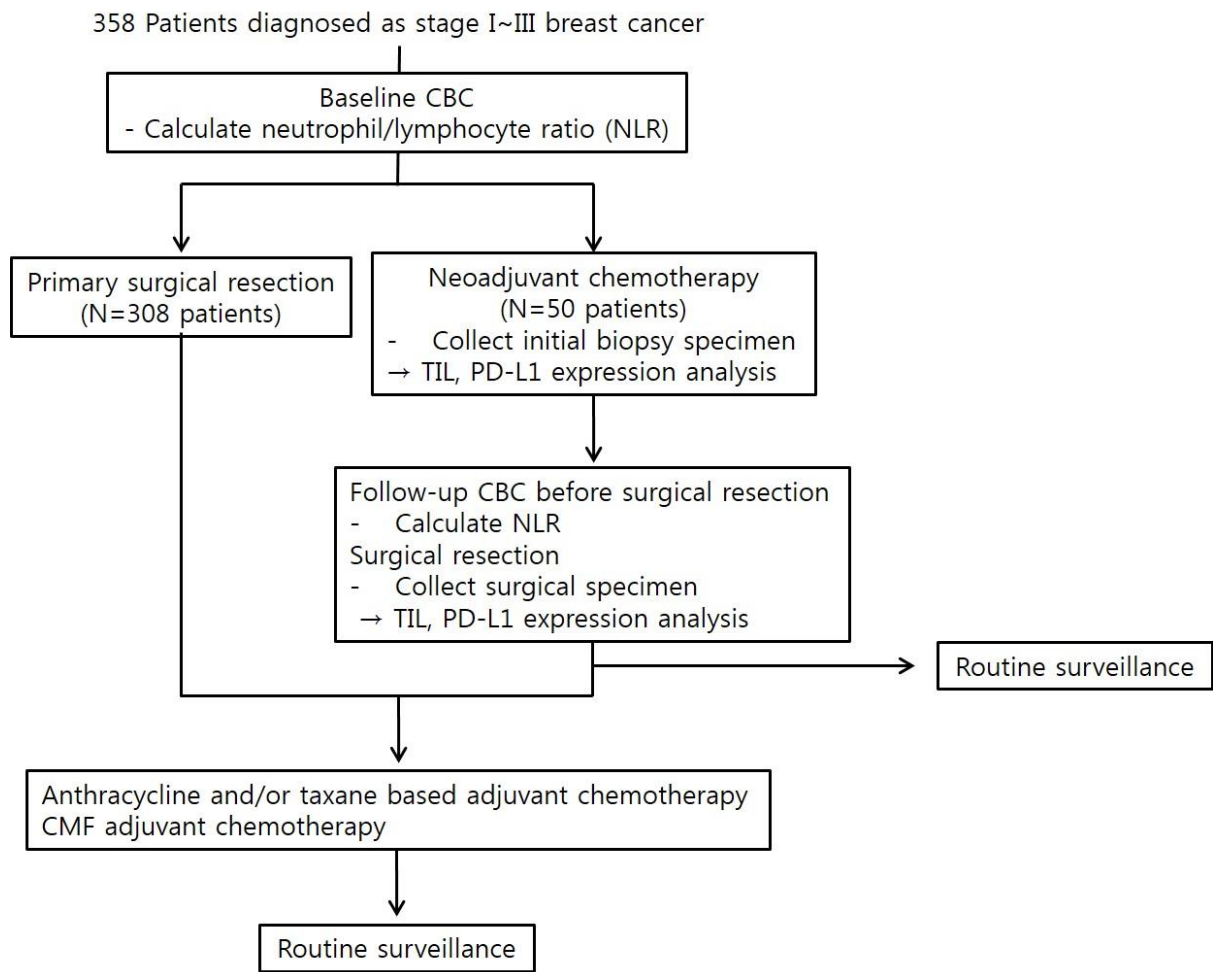 358 Patients diagnosed as stage I~III breast cancer
Baseline CBC
- Calculate neutrophil/lymphocyte ratio (NLR)
Primary surgical resection
(N=308 patients)
Neoadjuvant chemotherapy
(N=50 patients)
- Collect initial biopsy specimen
→ TIL, PD-L1 expression analysis
Follow-up CBC before surgical resection
- Calculate NLR
Surgical resection
- Collect surgical specimen
→ TIL, PD-L1 expression analysis
Routine surveillance
Anthracycline and/or taxane based adjuvant chemotherapy
CMF adjuvant chemotherapy
Routine surveillance